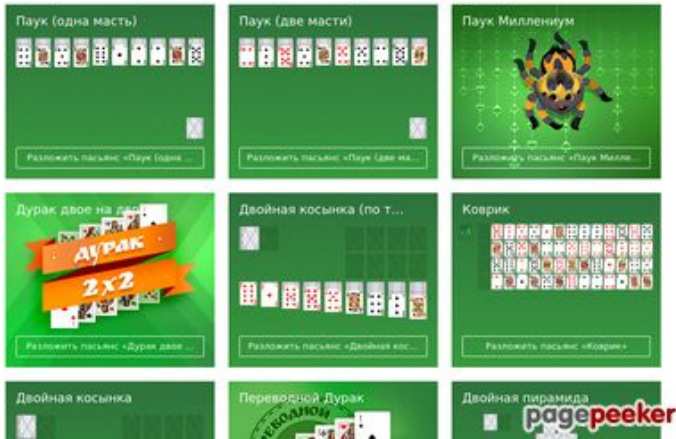 Паук (одна масть)
Паук (две масти)
Паук Миллениум
Разложить пасьянс «Паук (одна ...
Разложить пасьянс «Паук (две ма...
Разложить пасьянс «Паук Милле...
Дурак двое на
Двойная косынка (по т...
Коврик
ДУРАК
2х2
Разложить пасьянс «Дурак двое ...
Разложить пасьянс «Двойная кос...
Разложить пасьянс «Коврик»
Двойная косынка
Переводной Дурак
Двойная пирамида
pagepeeker